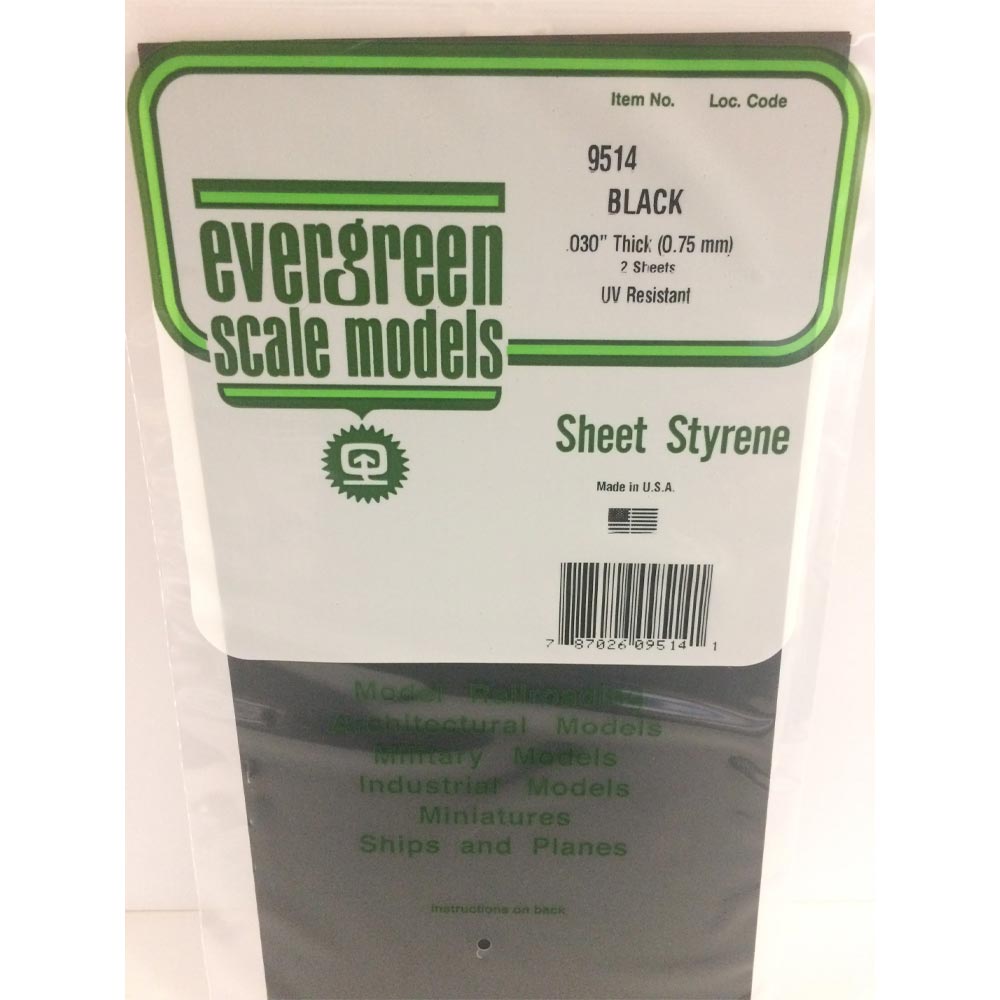 Item No. Loc. Code
9514
BLACK
.030" Thick (0.75 mm)
2 Sheets
UV Resistant
evergreen
scale models
Sheet Styrene
Made in U.S.A.
7 87026 09514 1
Model Railroading
Architectural Models
Military Models
Industrial Models
Miniatures
Ships and Planes
Instructions on back